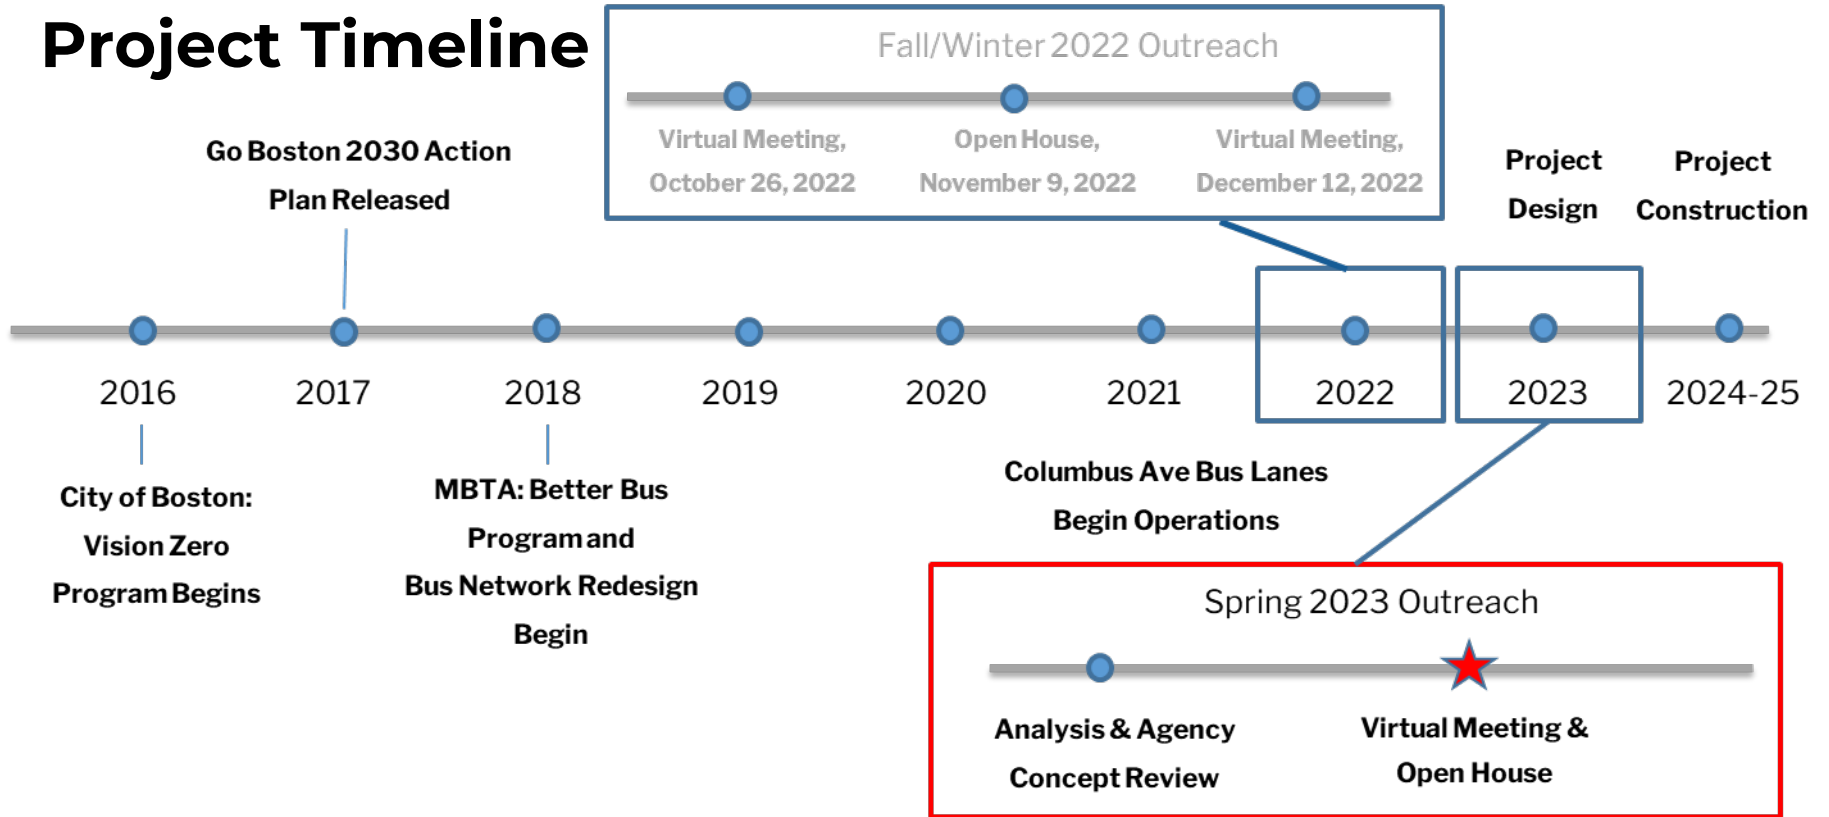 Project Timeline
Fall/Winter 2022 Outreach
Virtual Meeting,
October 26, 2022
Open House,
November 9, 2022
Virtual Meeting,
December 12, 2022
Go Boston 2030 Action
Plan Released
Project
Design
Project
Construction
2016
2017
2018
2019
2020
2021
2022
2023
2024-25
City of Boston:
Vision Zero
Program Begins
MBTA: Better Bus
Program and
Bus Network Redesign
Begin
Columbus Ave Bus Lanes
Begin Operations
Spring 2023 Outreach
Analysis & Agency
Concept Review
Virtual Meeting &
Open House